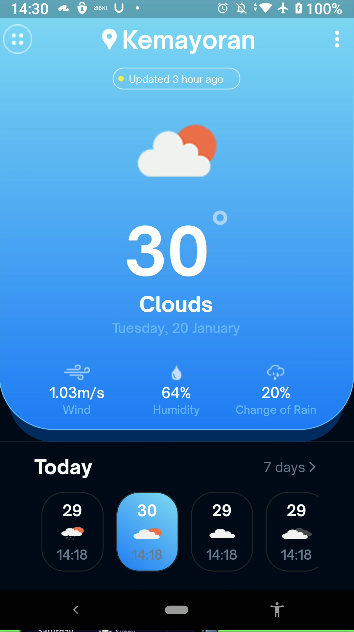 14:30
100%
Kemayoran
Updated 3 hour ago
30°
Clouds
Tuesday, 20 January
1.03m/s 64% 20%
Wind Humidity Change of Rain
Today 7 days
29 30 29 29
14:18 14:18 14:18 14:18